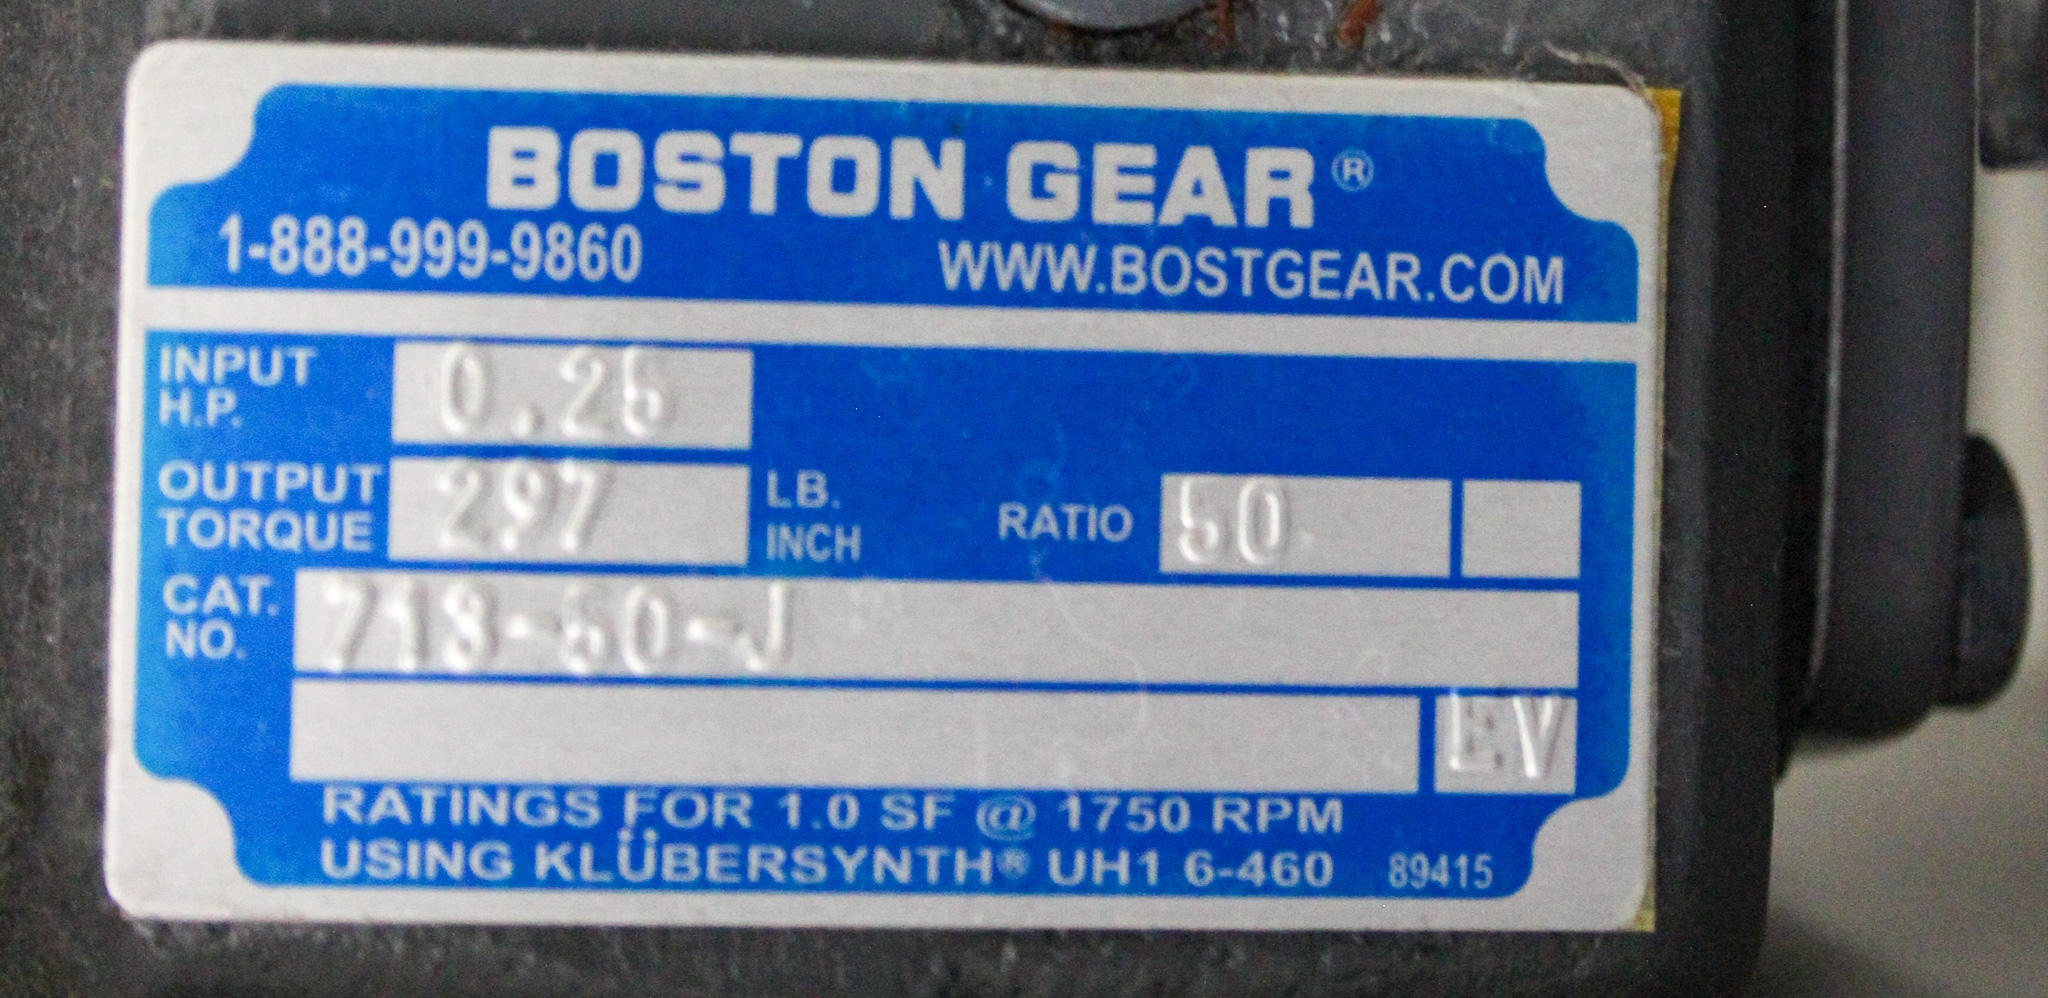 BOSTON GEAR®
1-888-999-9860 WWW.BOSTGEAR.COM
INPUT H.P. 0.25
OUTPUT TORQUE 297 LB. INCH RATIO 50
CAT. NO. 718-50-J
EV
RATINGS FOR 1.0 SF @ 1750 RPM
USING KLÜBERSYNTH® UH1 6-460 89415